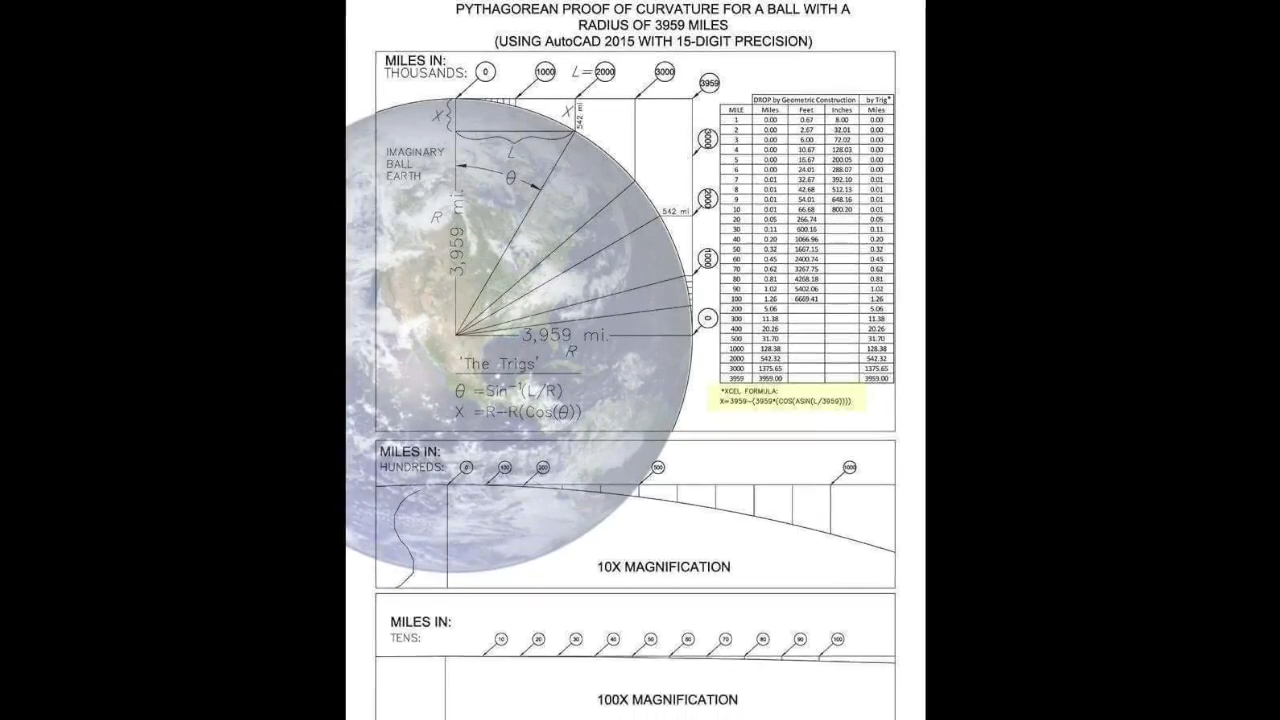 PYTHAGOREAN PROOF OF CURVATURE FOR A BALL WITH A
RADIUS OF 3959 MILES
(USING AutoCAD 2015 WITH 15-DIGIT PRECISION)
MILES IN:
THOUSANDS:
0
1000
L=2000
3000
3959
X
X
542 mi
L
θ
IMAGINARY
BALL
EARTH
R
3,959 mi.
3000
2000
542 mi
1000
0
3,959 mi.
R
'The Trigs'
θ =Sin⁻¹(L/R)
X =R-R(Cos(θ))
DROP by Geometric Construction by Trig*
MILE Miles Feet Inches Miles
1 0.00 0.67 8.00 0.00
2 0.00 2.67 32.01 0.00
3 0.00 6.00 72.02 0.00
4 0.00 10.67 128.03 0.00
5 0.00 16.67 200.05 0.00
6 0.00 24.01 288.07 0.00
7 0.01 32.67 392.10 0.01
8 0.01 42.68 512.13 0.01
9 0.01 54.01 648.16 0.01
10 0.01 66.68 800.20 0.01
20 0.05 266.74 0.05
30 0.11 600.16 0.11
40 0.20 1066.96 0.20
50 0.32 1667.15 0.32
60 0.45 2400.74 0.45
70 0.62 3267.75 0.62
80 0.81 4268.18 0.81
90 1.02 5402.06 1.02
100 1.26 6669.41 1.26
200 5.06 5.06
300 11.38 11.38
400 20.26 20.26
500 31.70 31.70
1000 128.38 128.38
2000 542.32 542.32
3000 1375.65 1375.65
3959 3959.00 3959.00
*XCEL FORMULA:
X=3959-(3959*(COS(ASIN(L/3959))))
MILES IN:
HUNDREDS:
0
100
200
500
1000
10X MAGNIFICATION
MILES IN:
TENS:
10
20
30
40
50
60
70
80
90
100
100X MAGNIFICATION